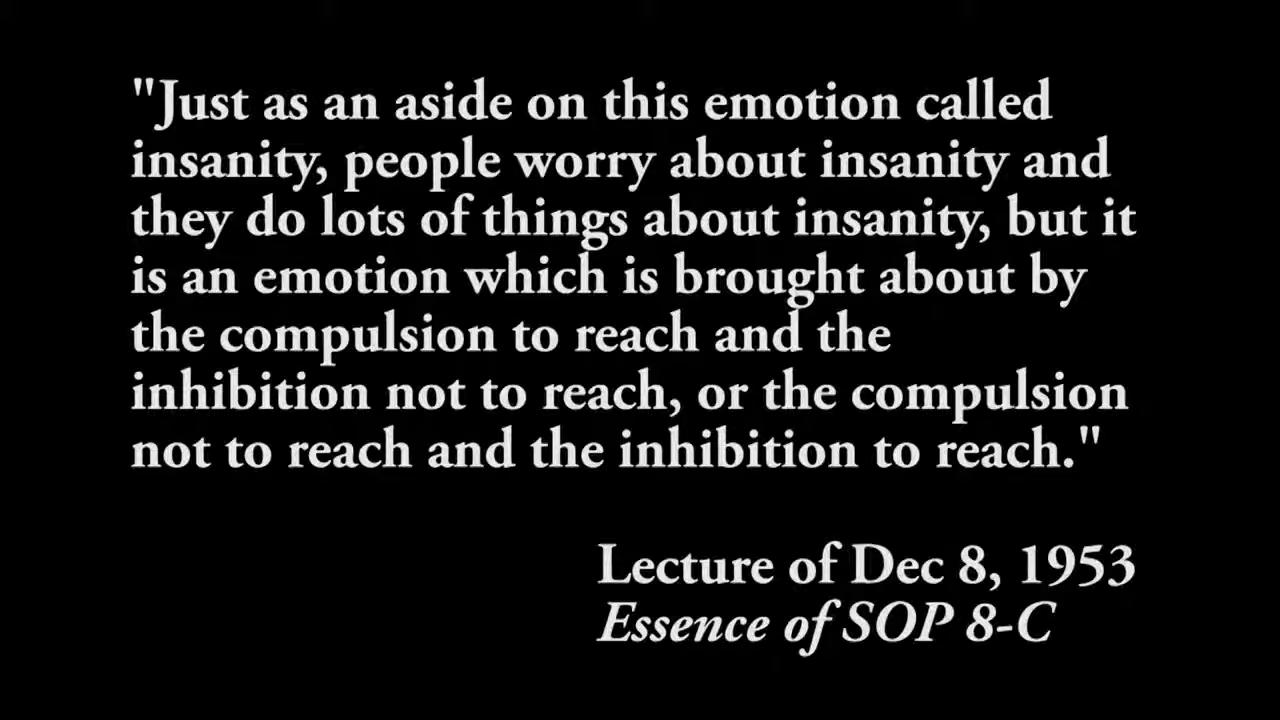 "Just as an aside on this emotion called
insanity, people worry about insanity and
they do lots of things about insanity, but it
is an emotion which is brought about by
the compulsion to reach and the
inhibition not to reach, or the compulsion
not to reach and the inhibition to reach."
Lecture of Dec 8, 1953
Essence of SOP 8-C